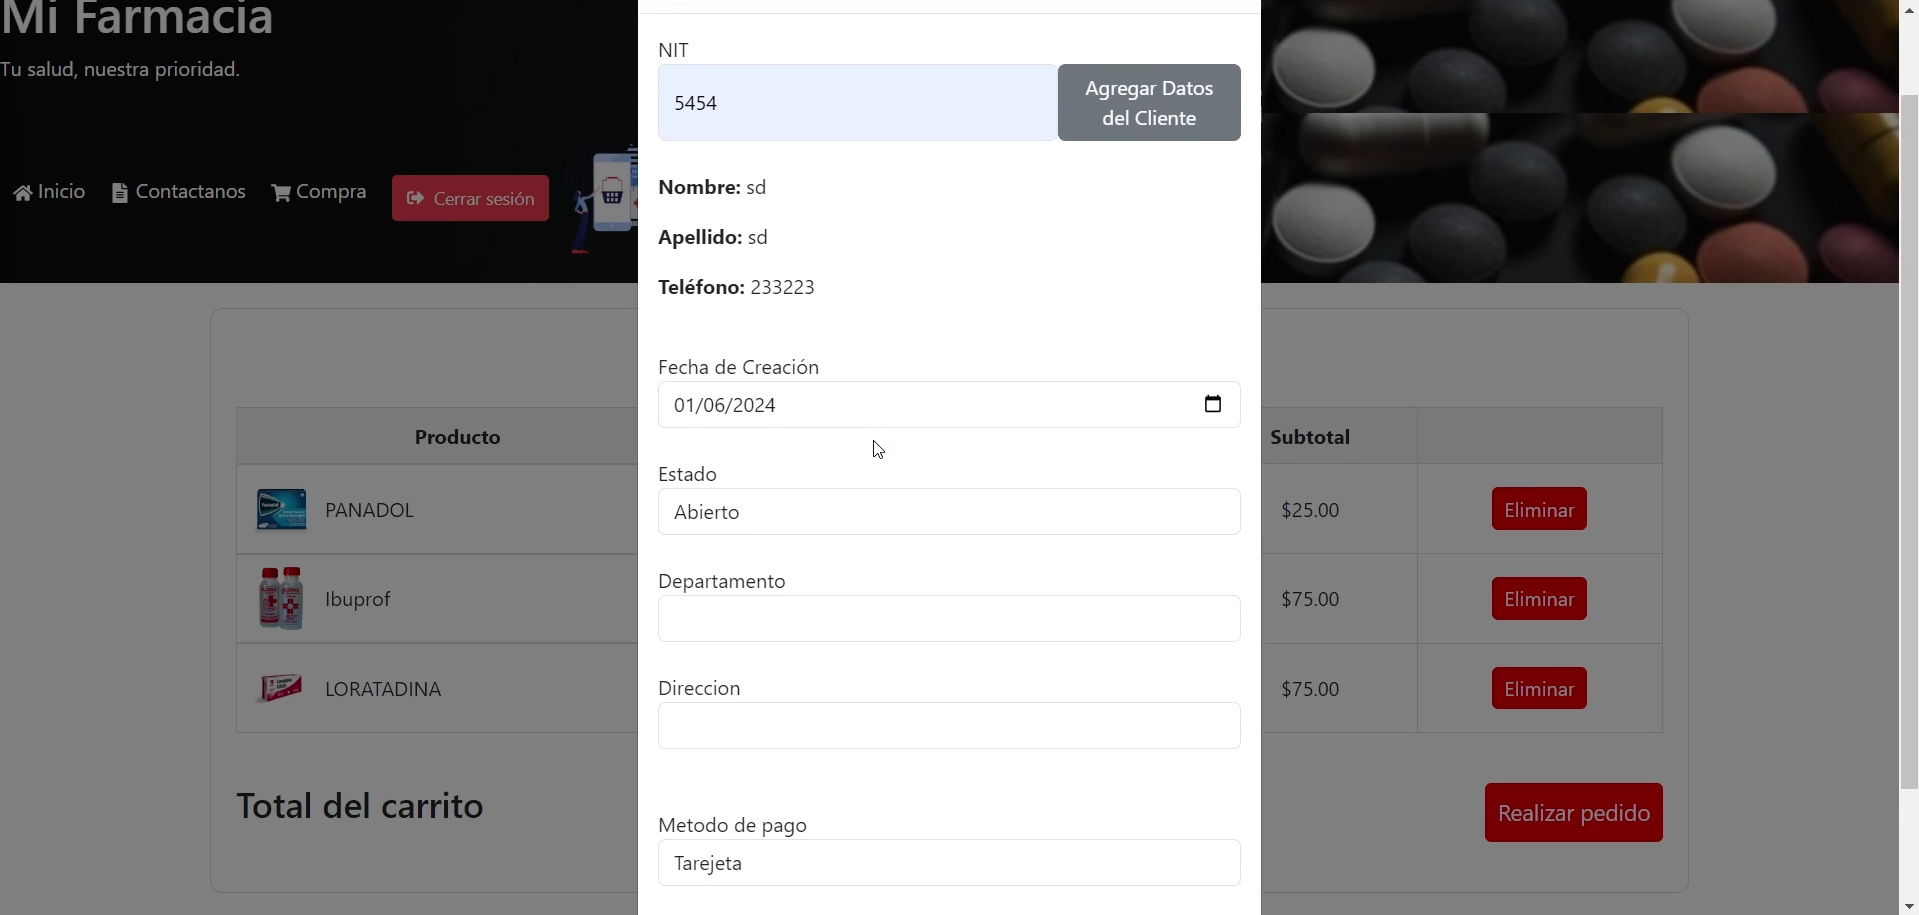 Mi Farmacia
Tu salud, nuestra prioridad.
Inicio
Contactanos
Compra
Cerrar sesión
NIT
5454
Agregar Datos
del Cliente
Nombre: sd
Apellido: sd
Teléfono: 233223
Fecha de Creación
01/06/2024
Estado
Abierto
Departamento
Direccion
Metodo de pago
Tarejeta
Producto
Subtotal
PANADOL
$25.00
Eliminar
Ibuprof
$75.00
Eliminar
LORATADINA
$75.00
Eliminar
Total del carrito
Realizar pedido